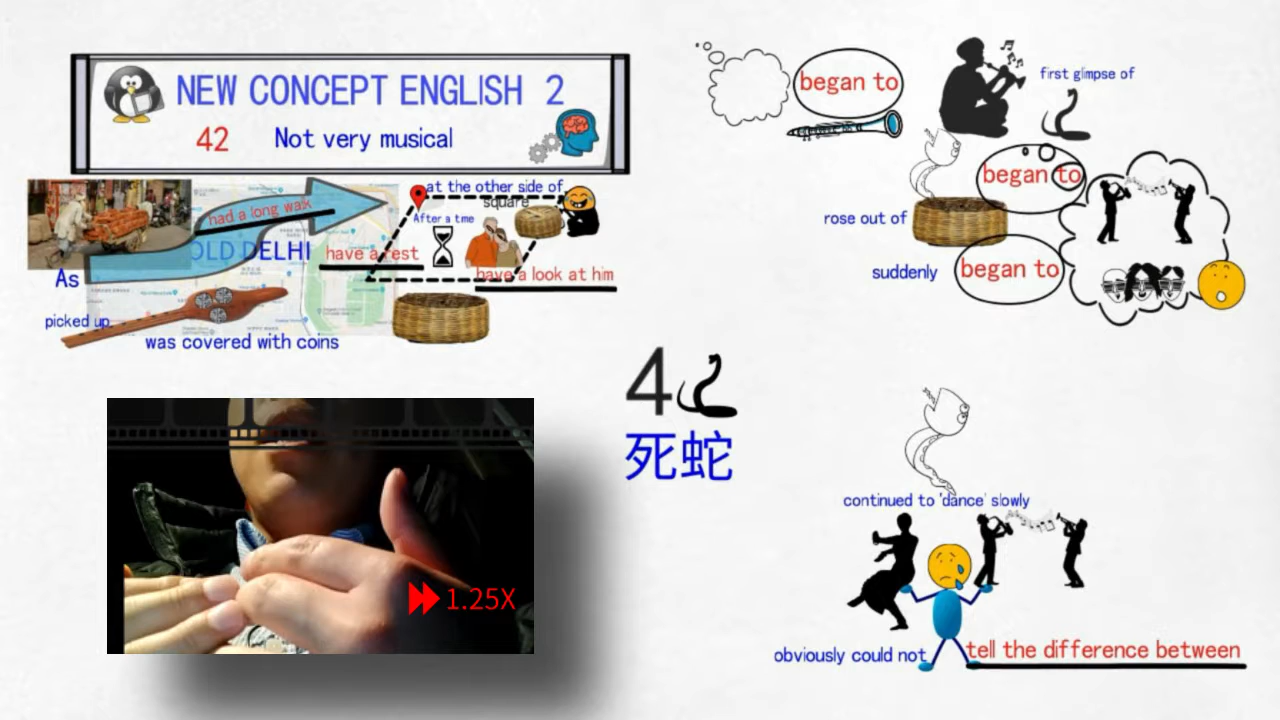 NEW CONCEPT ENGLISH 2
42 Not very musical
at the other side of
square
had a long walk
After a tme
OLD DELHI
have a rest
have a look at him
As
picked up
was covered with coins
began to
first glimpse of
began to
rose out of
suddenly
began to
4
死蛇
1.25X
continued to 'dance' slowly
obviously could not
tell the difference between